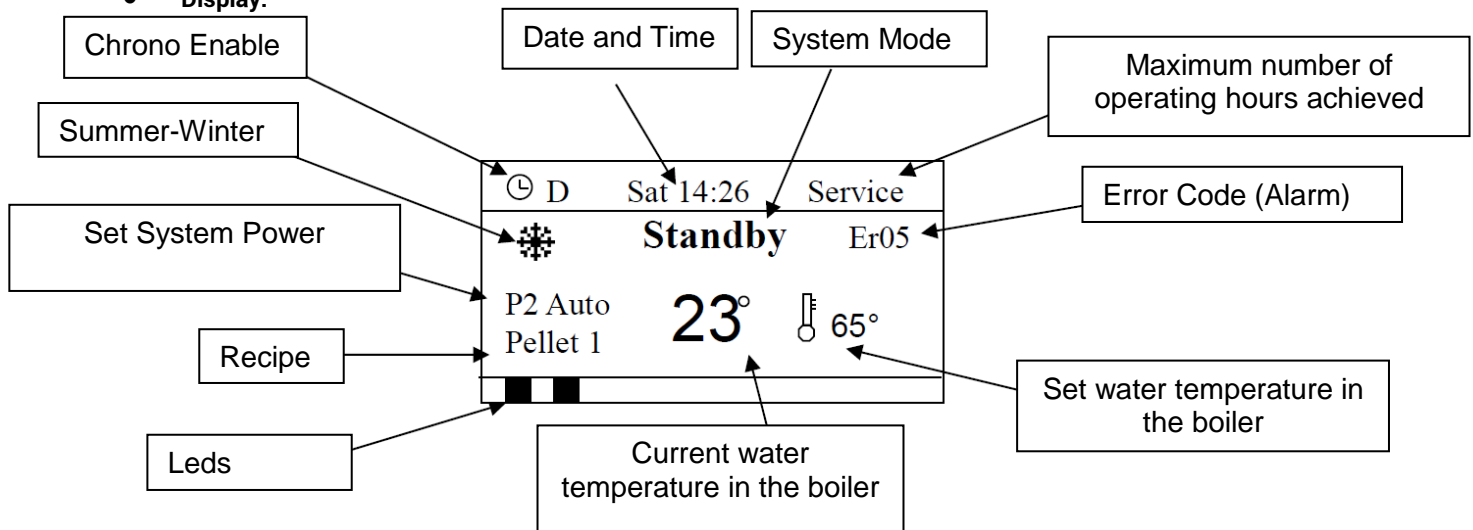 Display:
Chrono Enable
Date and Time
System Mode
Maximum number of
operating hours achieved
Summer-Winter
D Sat 14:26 Service
Error Code (Alarm)
Set System Power
Standby Er05
P2 Auto
23° 65°
Pellet 1
Recipe
Set water temperature in
the boiler
Leds
Current water
temperature in the boiler